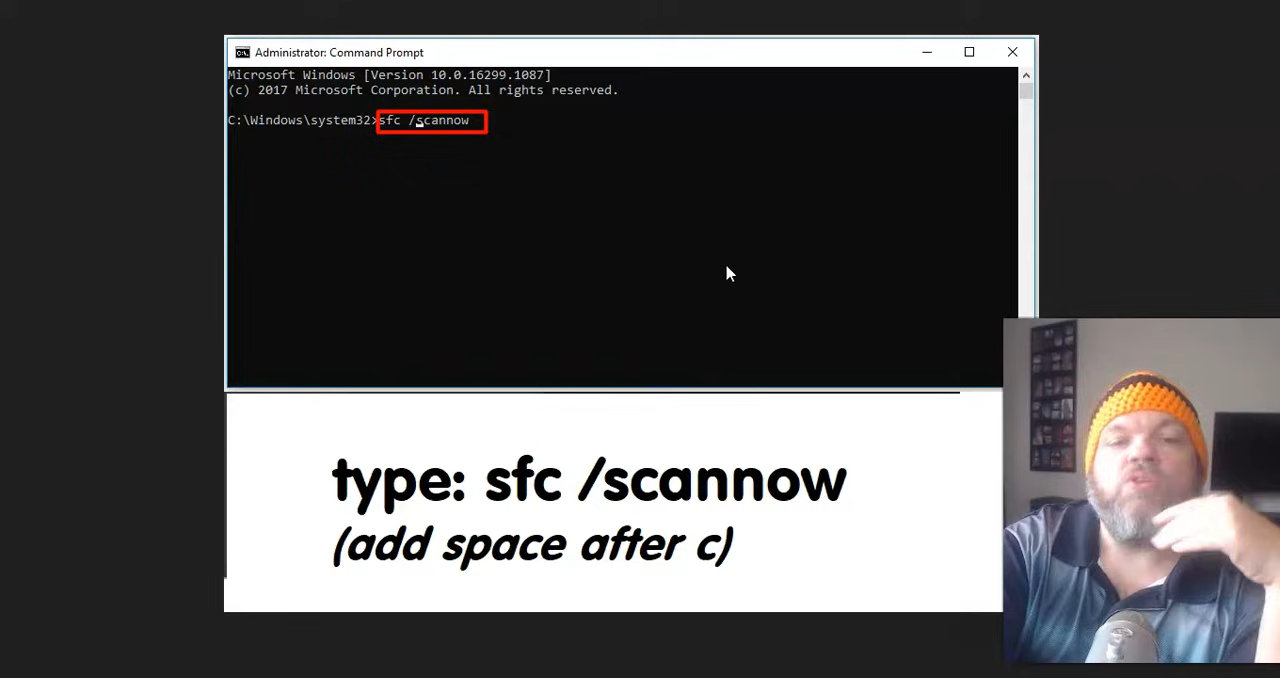 Administrator: Command Prompt
Microsoft Windows [Version 10.0.16299.1087]
(c) 2017 Microsoft Corporation. All rights reserved.
C:\Windows\system32>sfc /scannow
type: sfc /scannow
(add space after c)